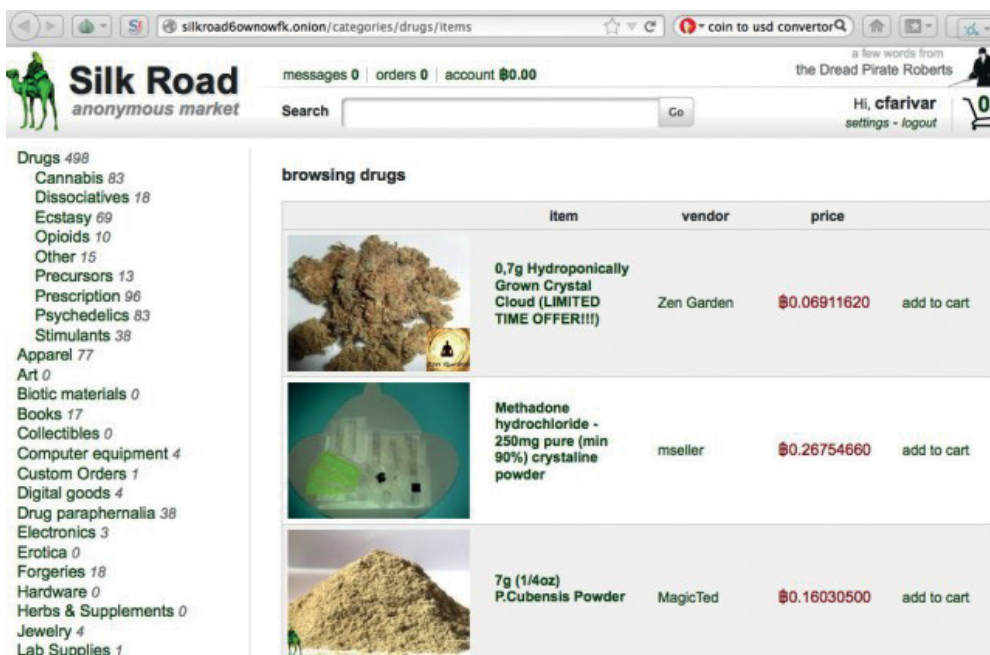 silkroad6ownowfk.onion/categories/drugs/items
coin to usd convertor
Silk Road
anonymous market
messages 0 | orders 0 | account ฿0.00
a few words from
the Dread Pirate Roberts
Search
Go
Hi, cfarivar
settings - logout
0
Drugs 498
Cannabis 83
Dissociatives 18
Ecstasy 69
Opioids 10
Other 15
Precursors 13
Prescription 96
Psychedelics 83
Stimulants 38
Apparel 77
Art 0
Biotic materials 0
Books 17
Collectibles 0
Computer equipment 4
Custom Orders 1
Digital goods 4
Drug paraphernalia 38
Electronics 3
Erotica 0
Forgeries 18
Hardware 0
Herbs & Supplements 0
Jewelry 4
Lab Supplies 1
browsing drugs
item vendor price
0,7g Hydroponically
Grown Crystal
Cloud (LIMITED
TIME OFFER!!!)
Zen Garden
฿0.06911620
add to cart
Zen Garden
Methadone
hydrochloride -
250mg pure (min
90%) crystaline
powder
mseller
฿0.26754660
add to cart
7g (1/4oz)
P.Cubensis Powder
MagicTed
฿0.16030500
add to cart